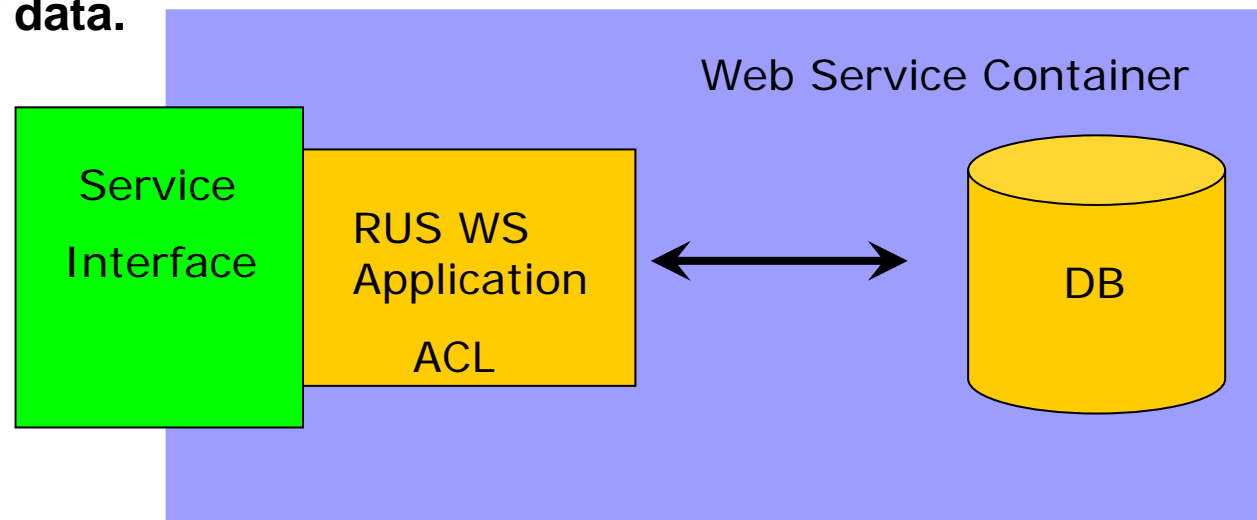 data.
Web Service Container
Service
Interface
RUS WS
Application
ACL
DB